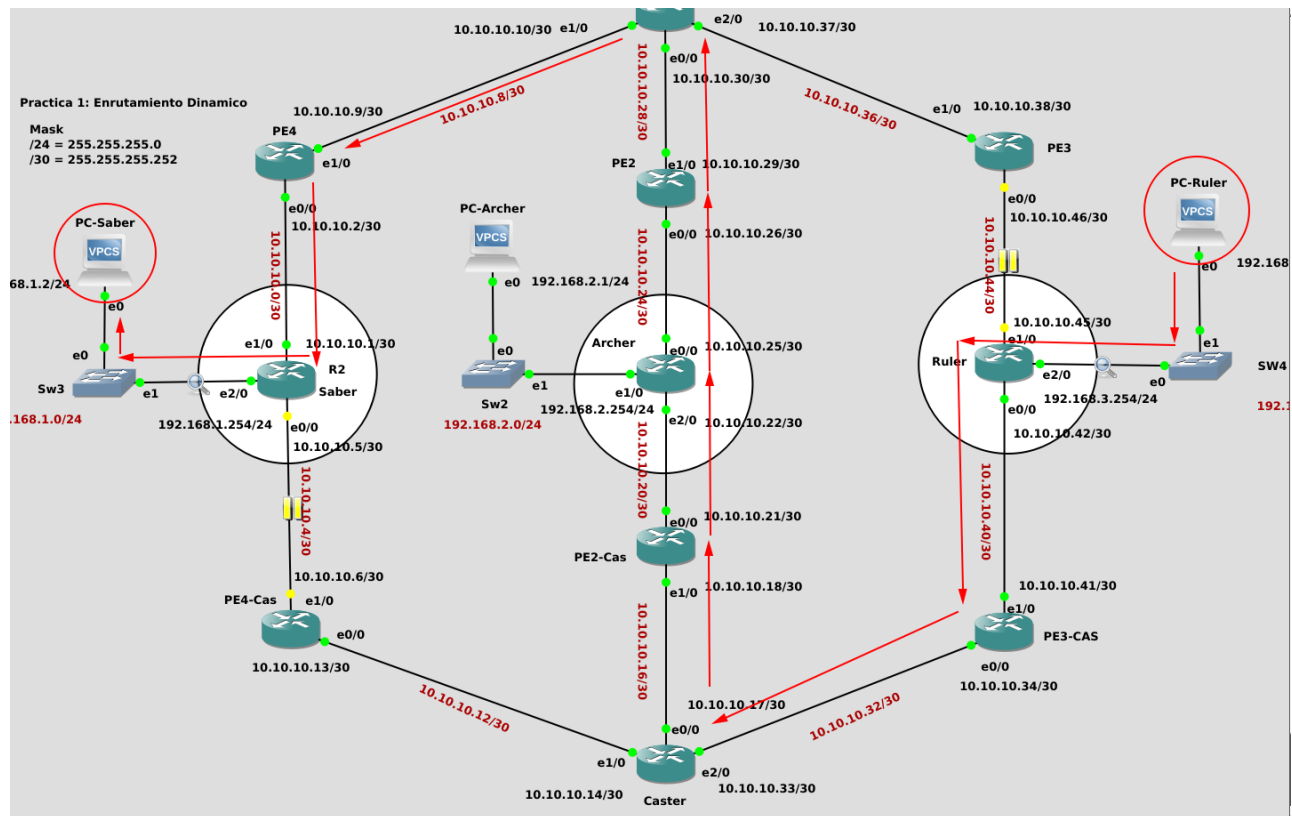 e2/0
10.10.10.10/30
e1/0
10.10.10.37/30
e0/0
10.10.10.30/30
10.10.10.28/30
10.10.10.8/30
10.10.10.36/30
Practica 1: Enrutamiento Dinamico
Mask
/24 = 255.255.255.0
/30 = 255.255.255.252
10.10.10.9/30
PE4
e1/0
e0/0
10.10.10.2/30
10.10.10.0/30
e1/0
10.10.10.38/30
PE3
e0/0
10.10.10.46/30
10.10.10.44/30
PE2
e1/0
10.10.10.29/30
e0/0
10.10.10.26/30
10.10.10.24/30
PC-Saber
VPCS
68.1.2/24
e0
e0
Sw3
e1
.168.1.0/24
PC-Archer
VPCS
e0
192.168.2.1/24
e0
Sw2
e1
192.168.2.0/24
PC-Ruler
VPCS
e0
192.168
e1
SW4
e0
192.1
e1/0
10.10.10.1/30
R2
Saber
e2/0
192.168.1.254/24
e0/0
10.10.10.5/30
10.10.10.4/30
Archer
e0/0
10.10.10.25/30
e1/0
192.168.2.254/24
e2/0
10.10.10.22/30
10.10.10.20/30
10.10.10.45/30
e1/0
Ruler
e2/0
192.168.3.254/24
e0/0
10.10.10.42/30
10.10.10.40/30
e0/0
10.10.10.21/30
PE2-Cas
e1/0
10.10.10.18/30
10.10.10.16/30
10.10.10.6/30
PE4-Cas
e1/0
e0/0
10.10.10.13/30
10.10.10.12/30
10.10.10.41/30
e1/0
PE3-CAS
e0/0
10.10.10.34/30
10.10.10.32/30
10.10.10.17/30
e0/0
e1/0
e2/0
10.10.10.14/30
10.10.10.33/30
Caster